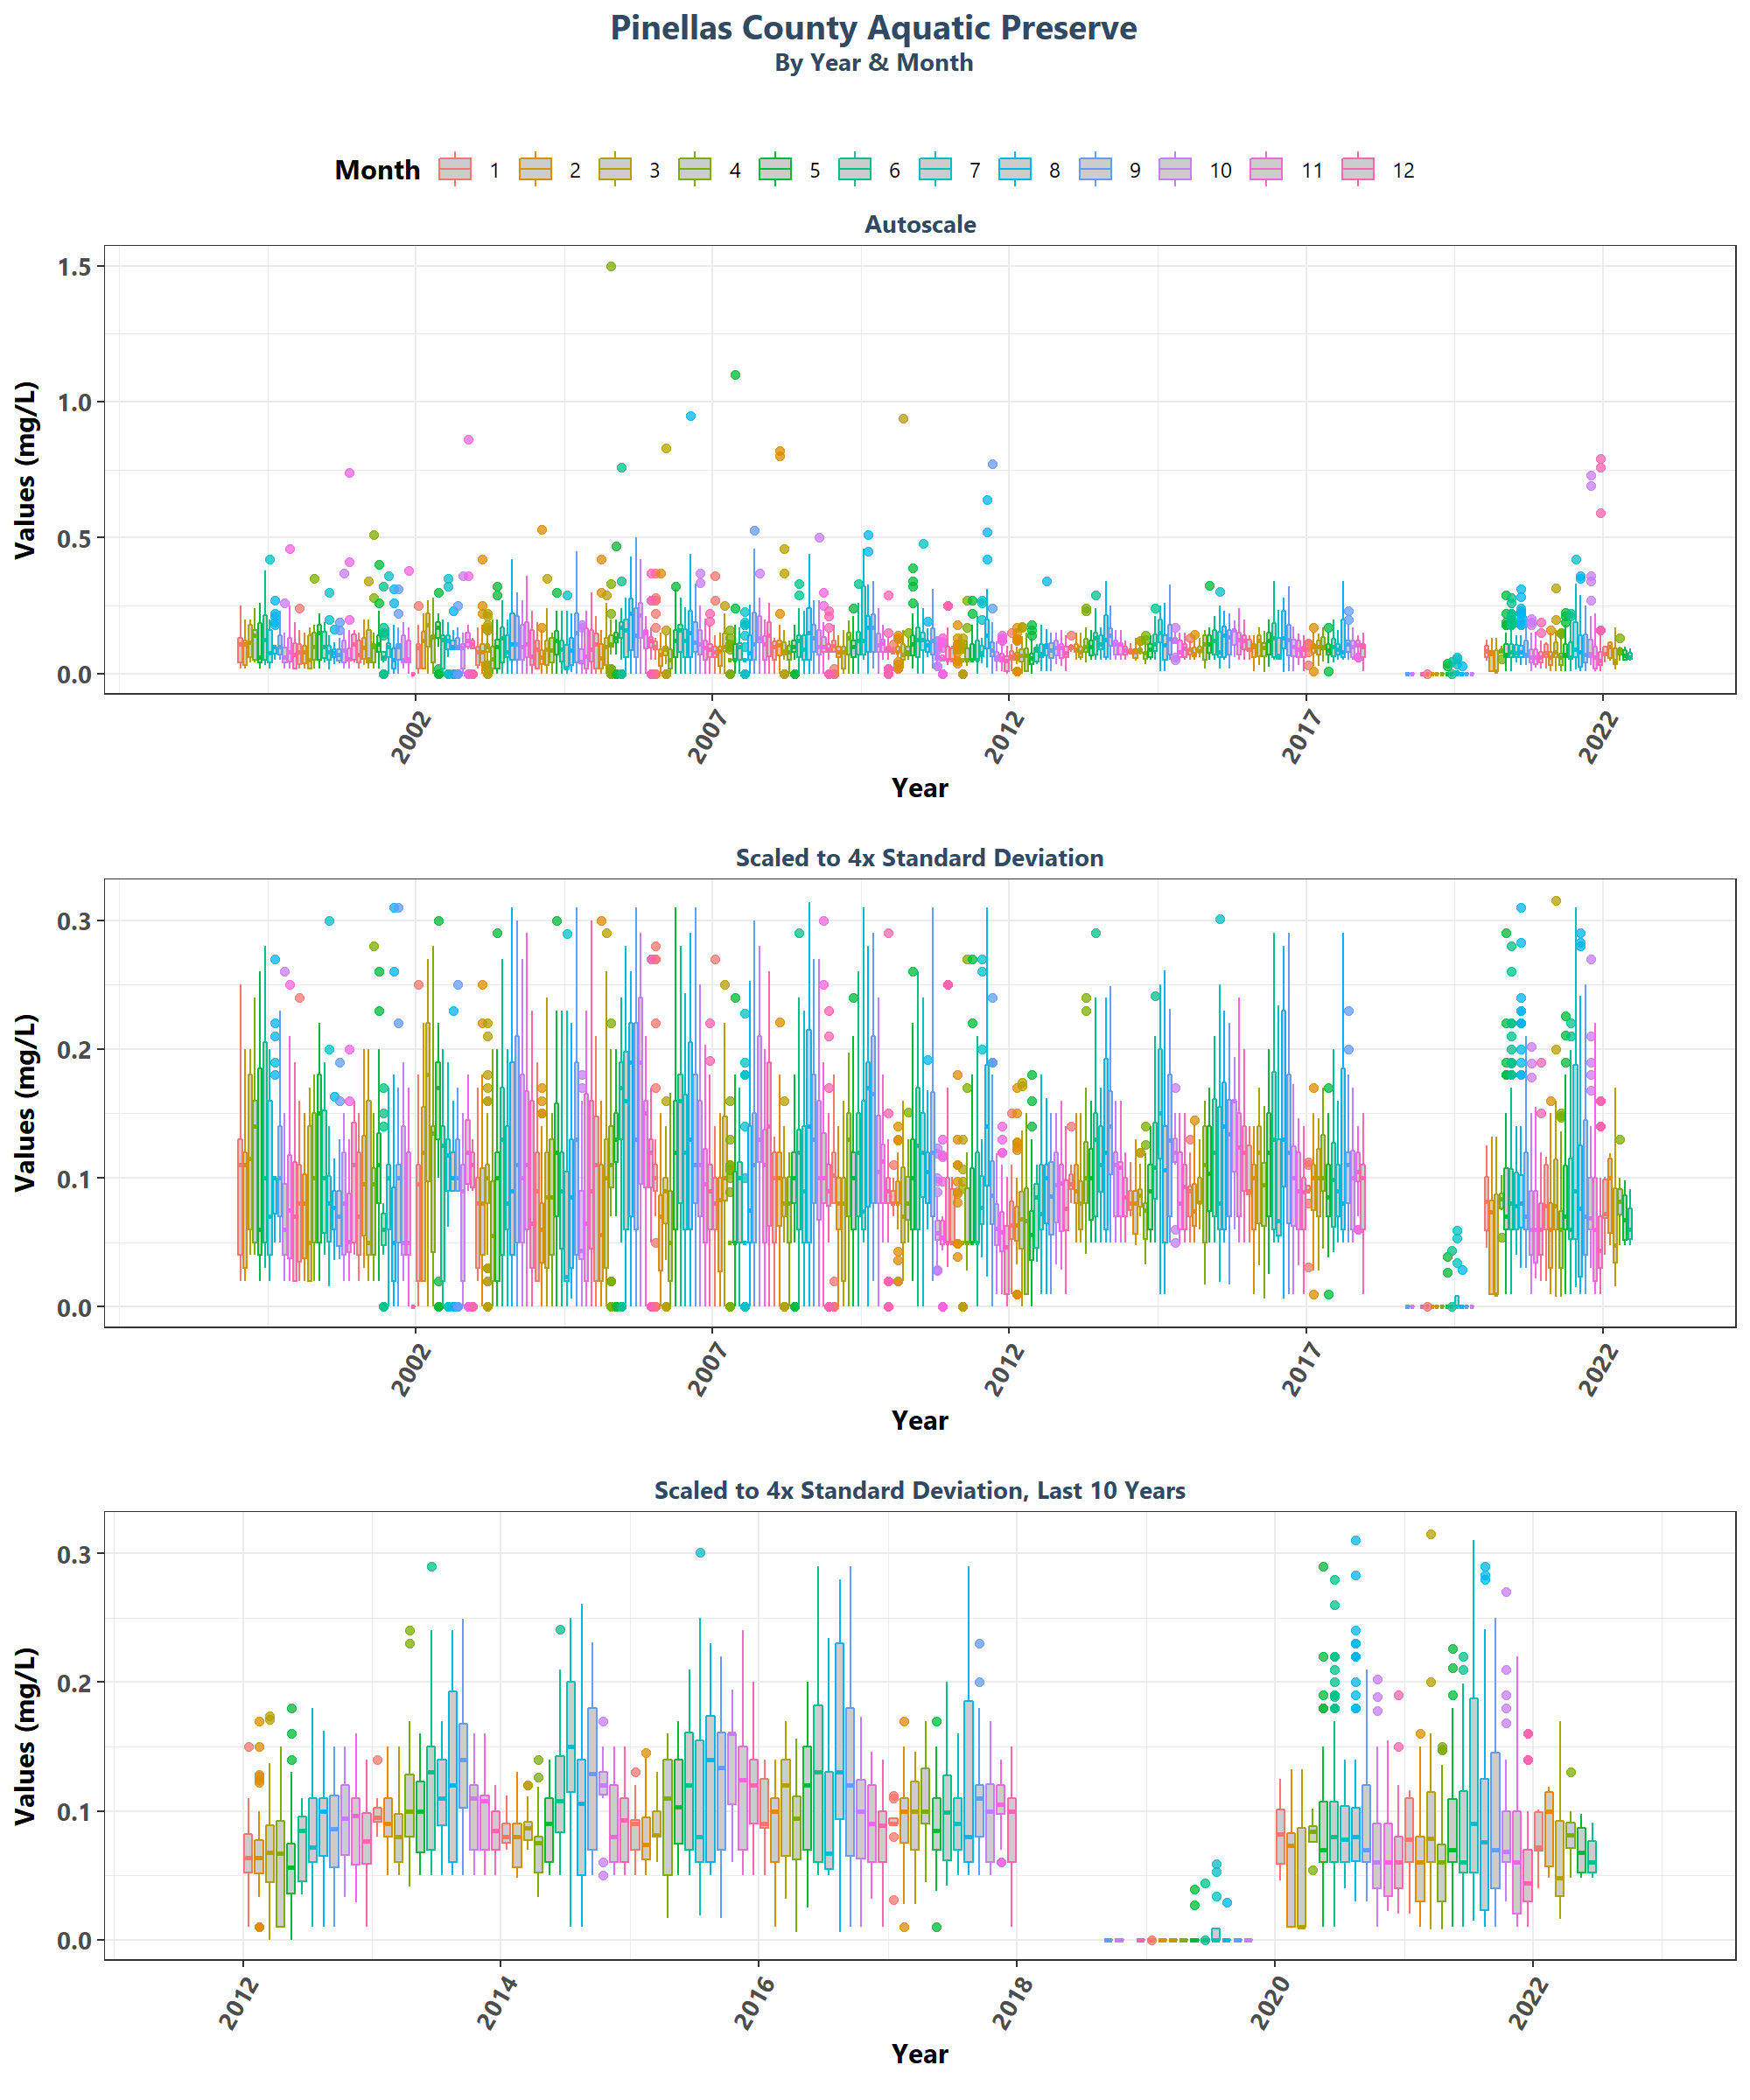 Pinellas County Aquatic Preserve
By Year & Month
Month 1 2 3 4 5 6 7 8 9 10 11 12
Autoscale
Values (mg/L)
1.5
1.0
0.5
0.0
2002 2007 2012 2017 2022
Year
Scaled to 4x Standard Deviation
Values (mg/L)
0.3
0.2
0.1
0.0
2002 2007 2012 2017 2022
Year
Scaled to 4x Standard Deviation, Last 10 Years
Values (mg/L)
0.3
0.2
0.1
0.0
2012 2014 2016 2018 2020 2022
Year